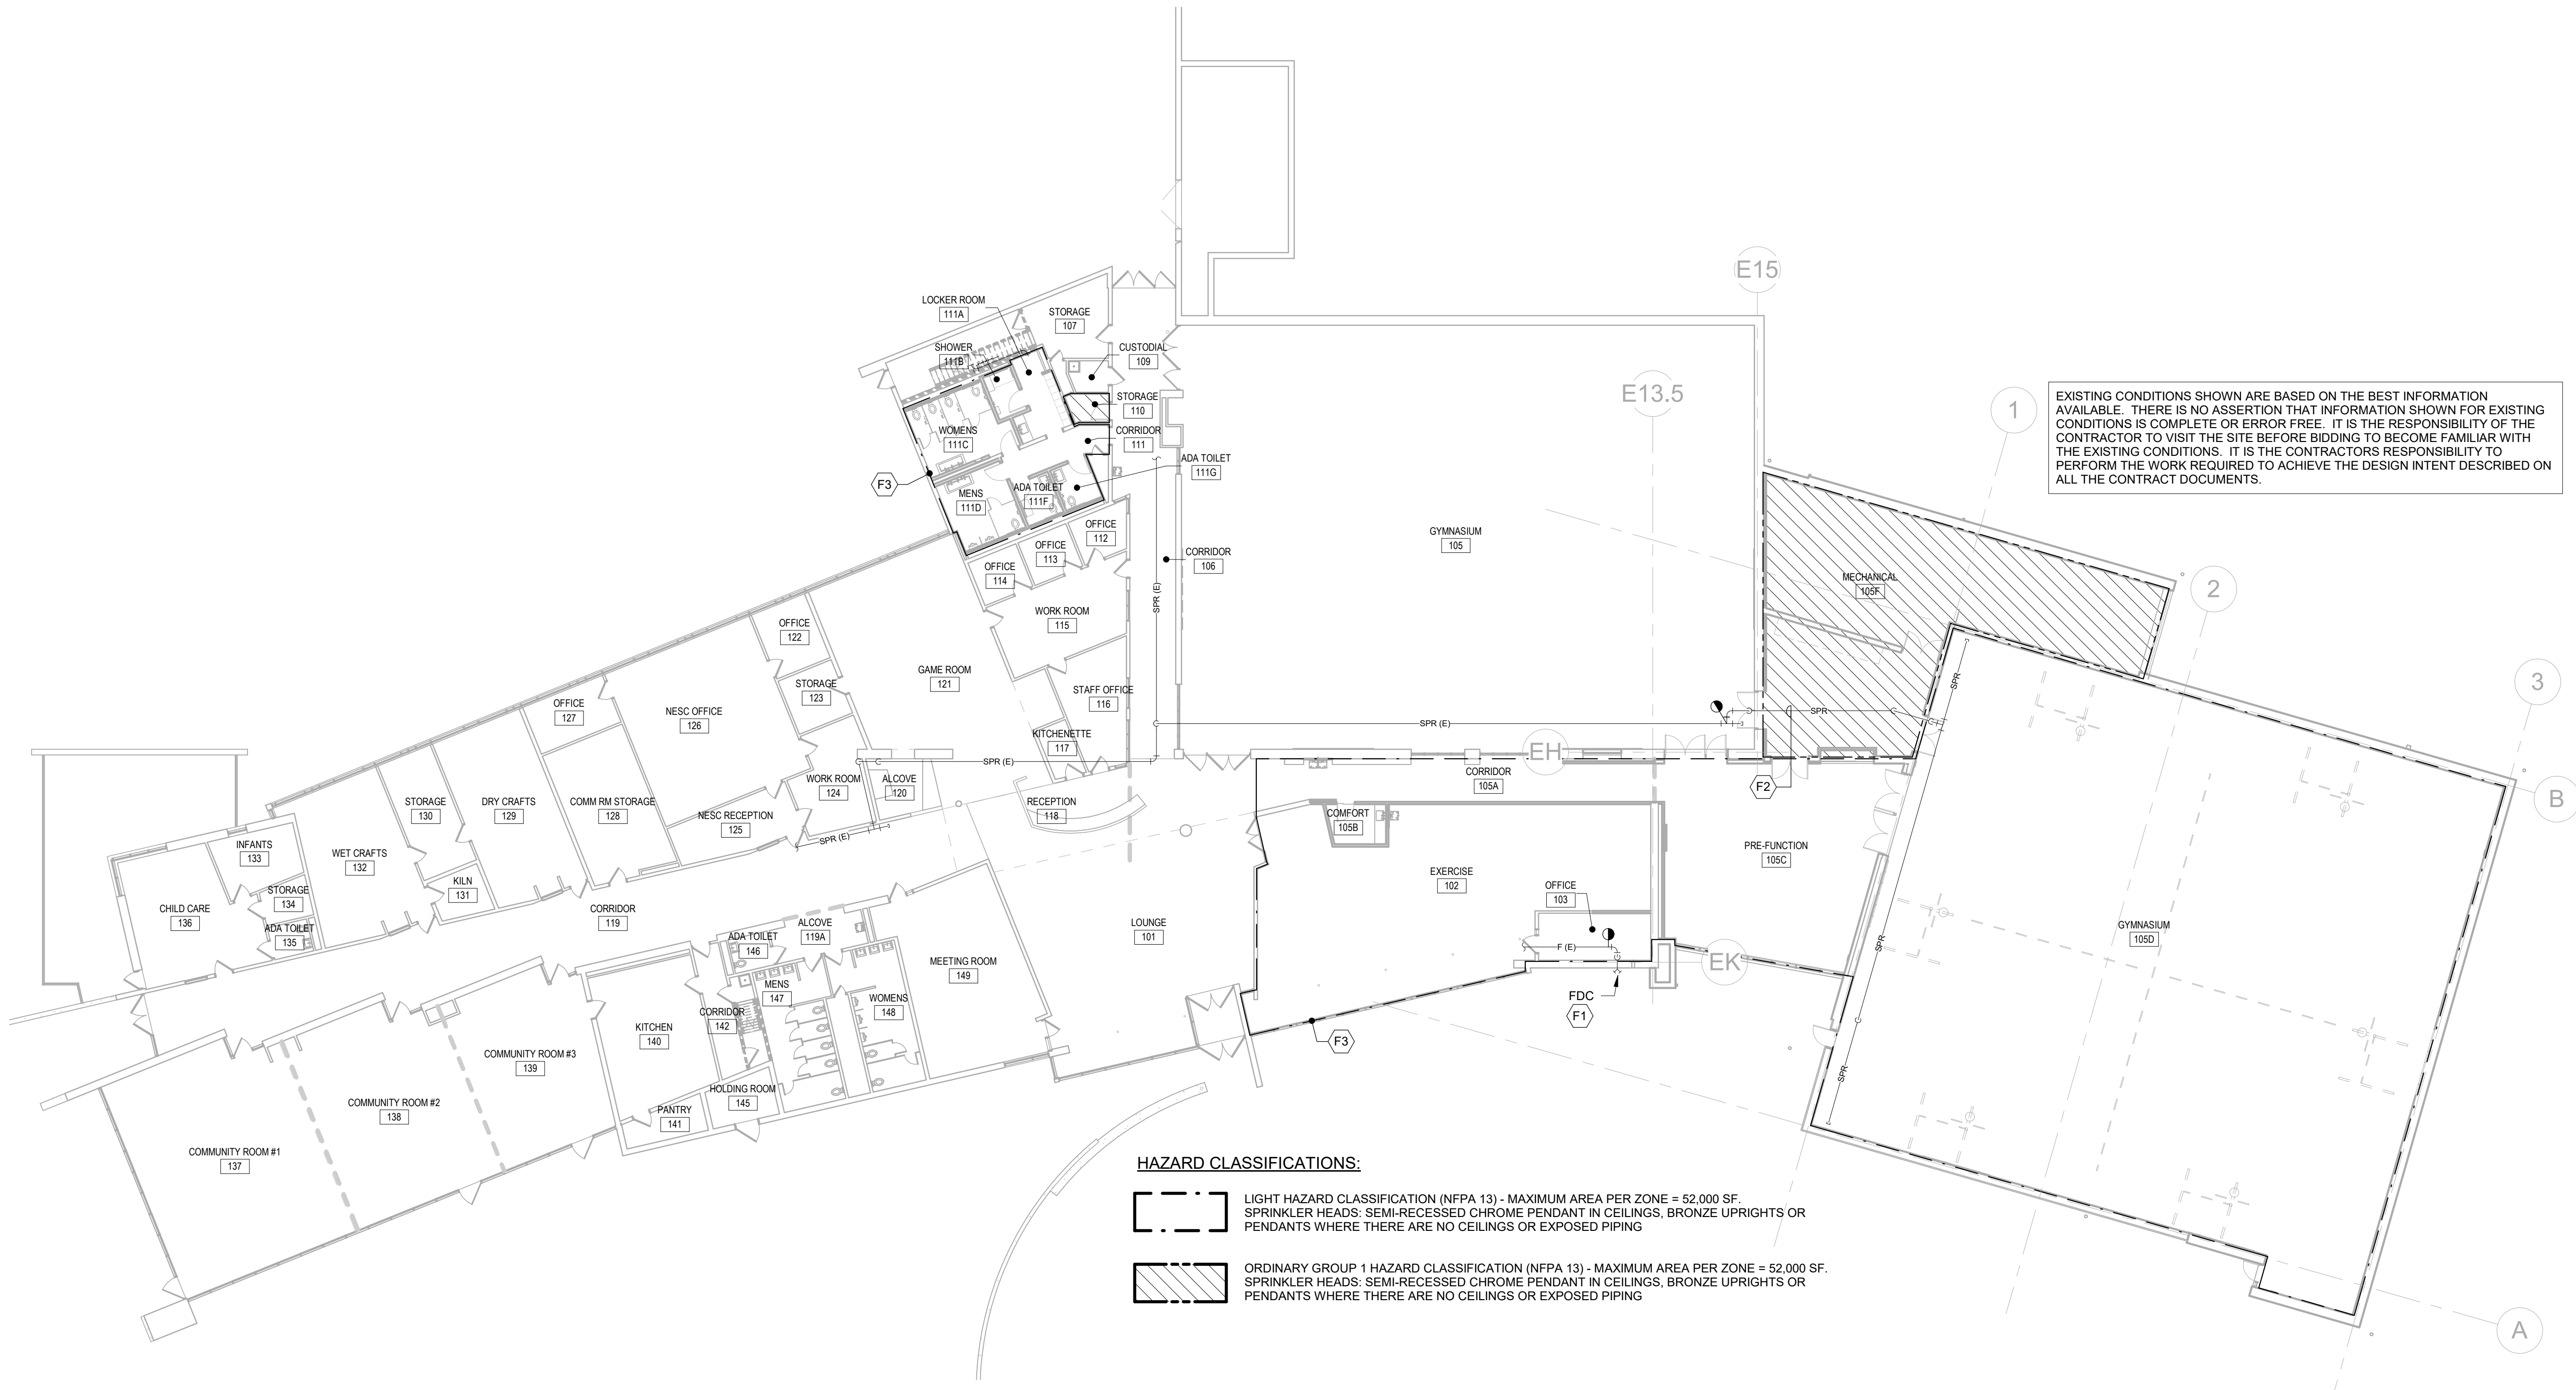 E15
LOCKER ROOM
111A
STORAGE
107
SHOWER
111B
CUSTODIAL
109
E13.5
1
EXISTING CONDITIONS SHOWN ARE BASED ON THE BEST INFORMATION
AVAILABLE.  THERE IS NO ASSERTION THAT INFORMATION SHOWN FOR EXISTING
CONDITIONS IS COMPLETE OR ERROR FREE.  IT IS THE RESPONSIBILITY OF THE
CONTRACTOR TO VISIT THE SITE BEFORE BIDDING TO BECOME FAMILIAR WITH
THE EXISTING CONDITIONS.  IT IS THE CONTRACTORS RESPONSIBILITY TO
PERFORM THE WORK REQUIRED TO ACHIEVE THE DESIGN INTENT DESCRIBED ON
ALL THE CONTRACT DOCUMENTS.
STORAGE
110
WOMENS
111C
CORRIDOR
111
ADA TOILET
111G
F3
MENS
111D
ADA TOILET
111F
OFFICE
112
OFFICE
113
OFFICE
114
CORRIDOR
106
SPR (E)
GYMNASIUM
105
MECHANICAL
105F
2
WORK ROOM
115
OFFICE
122
GAME ROOM
121
STORAGE
123
STAFF OFFICE
116
OFFICE
127
NESC OFFICE
126
KITCHENETTE
117
SPR (E)
SPR
SPR
3
SPR (E)
EH
CORRIDOR
105A
F2
B
WORK ROOM
124
ALCOVE
120
RECEPTION
118
STORAGE
130
DRY CRAFTS
129
COMM RM STORAGE
128
NESC RECEPTION
125
SPR (E)
COMFORT
105B
INFANTS
133
WET CRAFTS
132
PRE-FUNCTION
105C
KILN
131
STORAGE
134
EXERCISE
102
OFFICE
103
CHILD CARE
136
ADA TOILET
135
CORRIDOR
119
ALCOVE
119A
ADA TOILET
146
LOUNGE
101
F (E)
SPR
GYMNASIUM
105D
MEETING ROOM
149
EK
MENS
147
WOMENS
148
CORRIDOR
142
FDC
F1
KITCHEN
140
F3
COMMUNITY ROOM #3
139
SPR
HOLDING ROOM
145
COMMUNITY ROOM #2
138
PANTRY
141
COMMUNITY ROOM #1
137
HAZARD CLASSIFICATIONS:
LIGHT HAZARD CLASSIFICATION (NFPA 13) - MAXIMUM AREA PER ZONE = 52,000 SF.
SPRINKLER HEADS: SEMI-RECESSED CHROME PENDANT IN CEILINGS, BRONZE UPRIGHTS OR
PENDANTS WHERE THERE ARE NO CEILINGS OR EXPOSED PIPING
ORDINARY GROUP 1 HAZARD CLASSIFICATION (NFPA 13) - MAXIMUM AREA PER ZONE = 52,000 SF.
SPRINKLER HEADS: SEMI-RECESSED CHROME PENDANT IN CEILINGS, BRONZE UPRIGHTS OR
PENDANTS WHERE THERE ARE NO CEILINGS OR EXPOSED PIPING
A